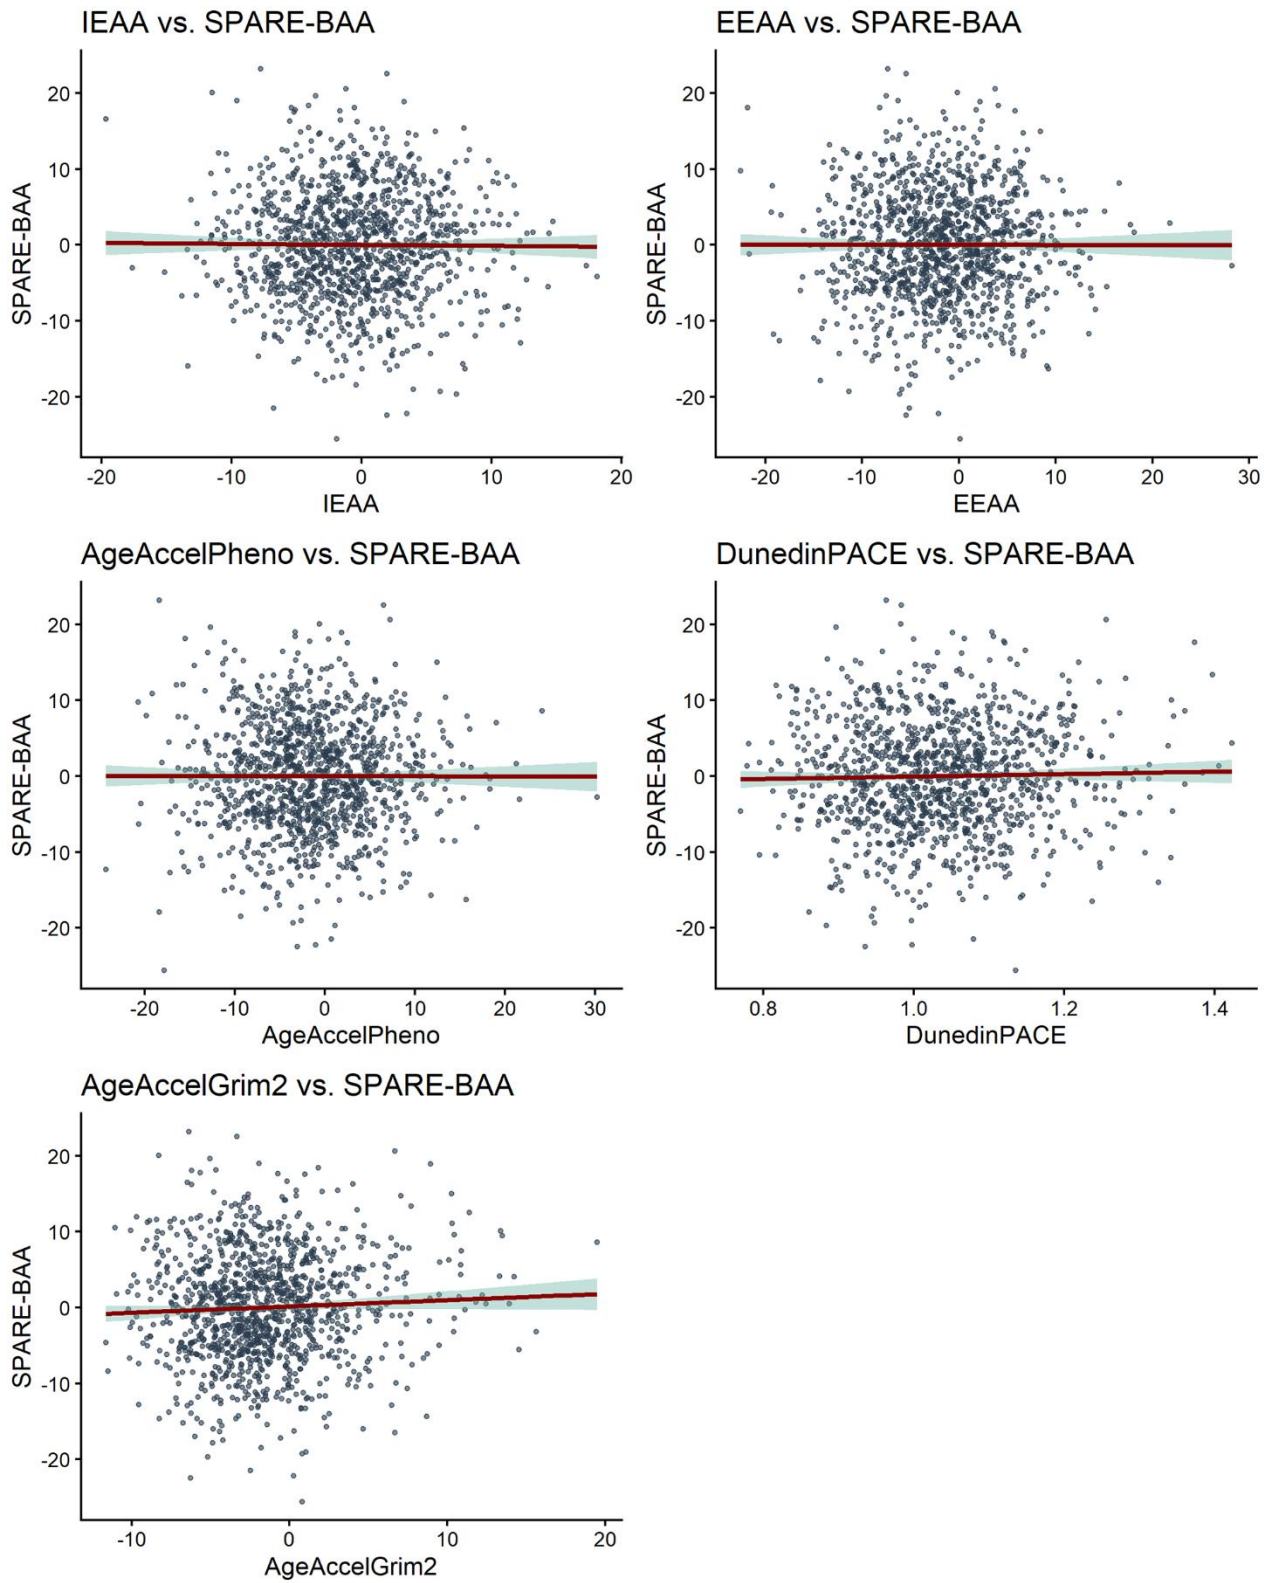 IEAA vs. SPARE-BAA
SPARE-BAA
20
10
0
-10
-20
-20 -10 0 10 20
IEAA
EEAA vs. SPARE-BAA
SPARE-BAA
20
10
0
-10
-20
-20 -10 0 10 20 30
EEAA
AgeAccelPheno vs. SPARE-BAA
SPARE-BAA
20
10
0
-10
-20
-20 -10 0 10 20 30
AgeAccelPheno
DunedinPACE vs. SPARE-BAA
SPARE-BAA
20
10
0
-10
-20
0.8 1.0 1.2 1.4
DunedinPACE
AgeAccelGrim2 vs. SPARE-BAA
SPARE-BAA
20
10
0
-10
-20
-10 0 10 20
AgeAccelGrim2